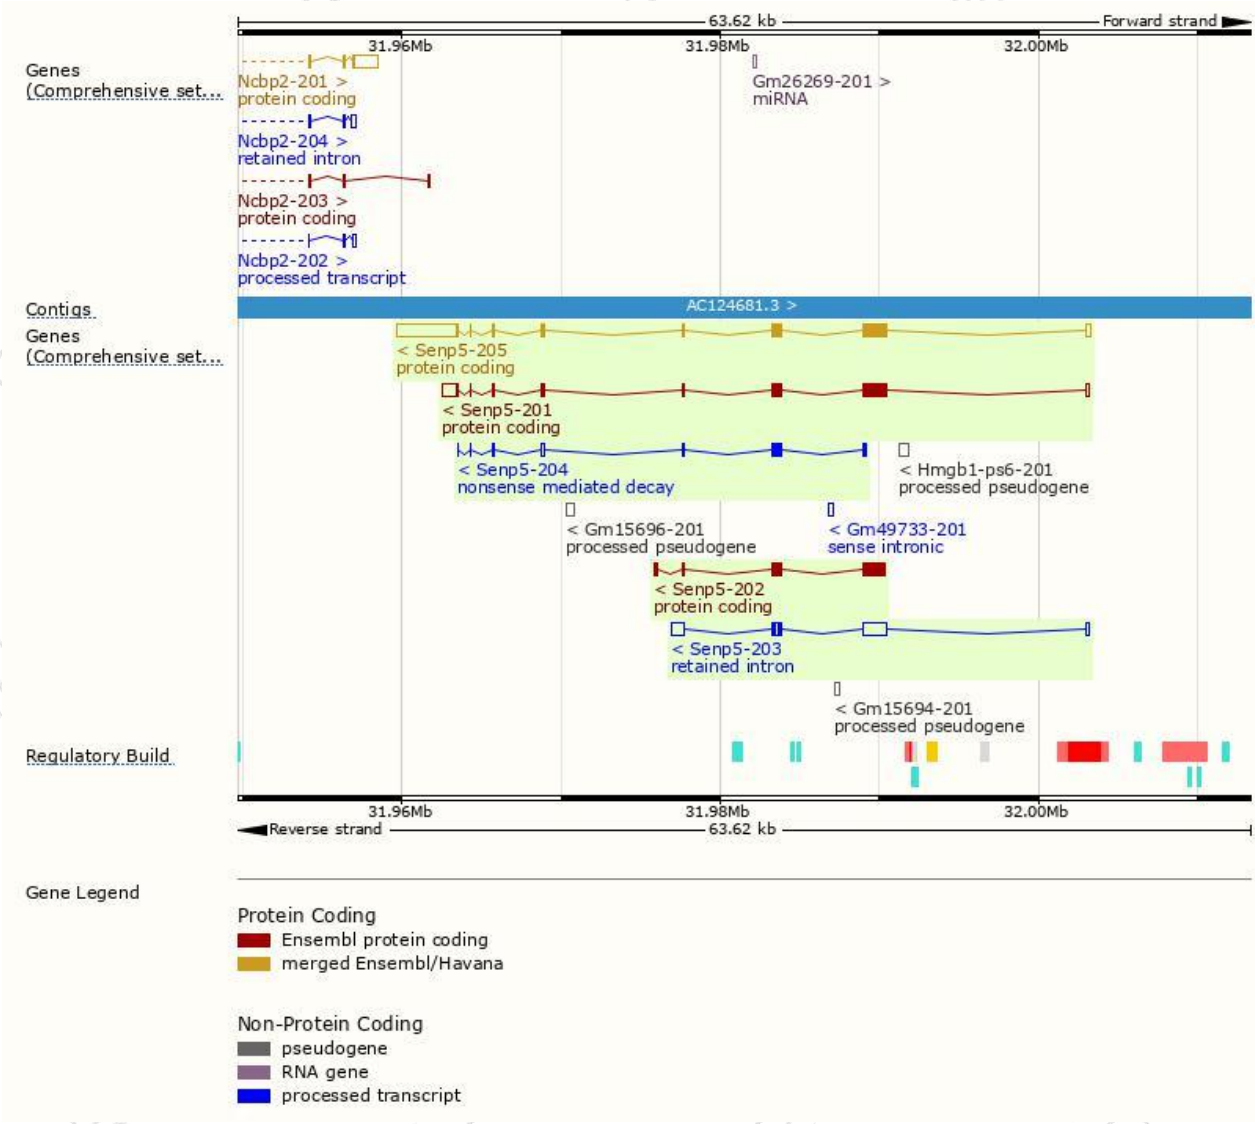 63.62 kb Forward strand
31.96Mb 31.98Mb 32.00Mb
Genes
(Comprehensive set...
Ncbp2-201 >
protein coding
Gm26269-201 >
miRNA
Ncbp2-204 >
retained intron
Ncbp2-203 >
protein coding
Ncbp2-202 >
processed transcript
Contigs
AC124681.3 >
Genes
(Comprehensive set...
< Senp5-205
protein coding
< Senp5-201
protein coding
< Senp5-204
nonsense mediated decay
< Hmgb1-ps6-201
processed pseudogene
< Gm15696-201
processed pseudogene
< Gm49733-201
sense intronic
< Senp5-202
protein coding
< Senp5-203
retained intron
< Gm15694-201
processed pseudogene
Regulatory Build
31.96Mb 31.98Mb 32.00Mb
Reverse strand 63.62 kb
Gene Legend
Protein Coding
Ensembl protein coding
merged Ensembl/Havana
Non-Protein Coding
pseudogene
RNA gene
processed transcript